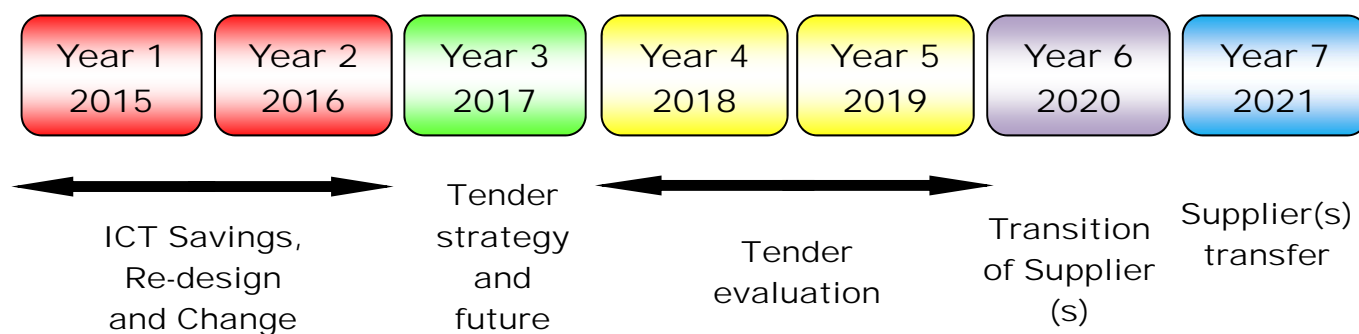 Year 1
2015
Year 2
2016
Year 3
2017
Year 4
2018
Year 5
2019
Year 6
2020
Year 7
2021
ICT Savings,
Re-design
and Change
Tender
strategy
and
future
Tender
evaluation
Transition
of Supplier
(s)
Supplier(s)
transfer